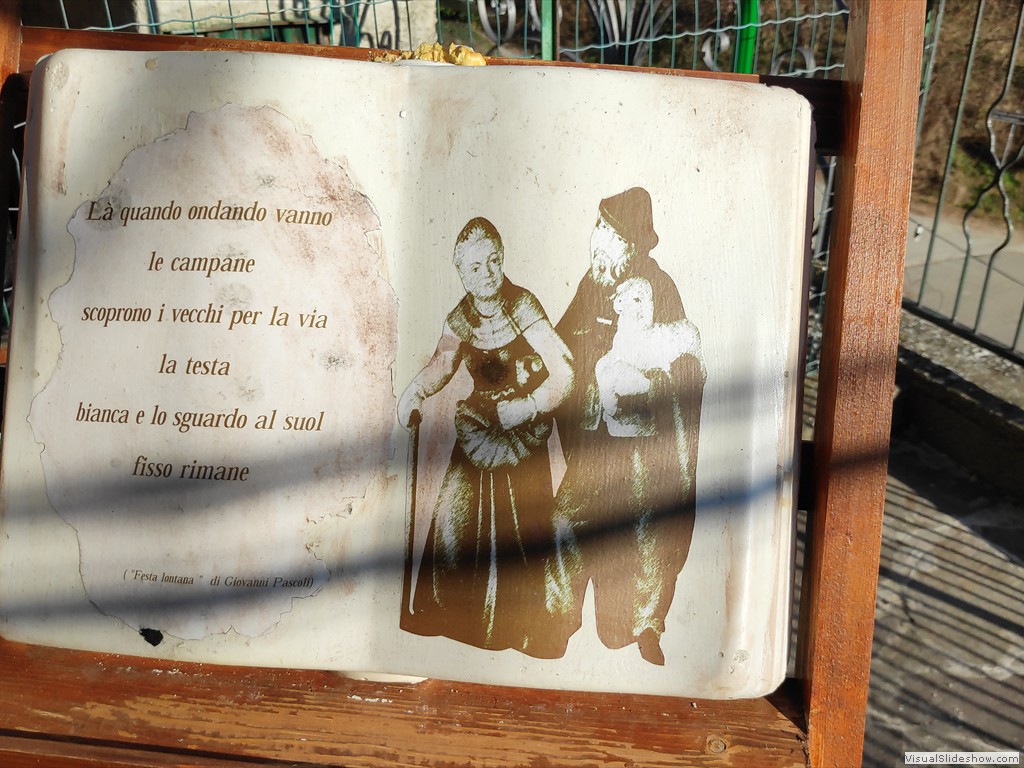 Là quando ondando vanno
le campane
scoprono i vecchi per la via
la testa
bianca e lo sguardo al suol
fisso rimane
( "Festa lontana " di Giovanni Pascoli)
VisualSlideshow.com